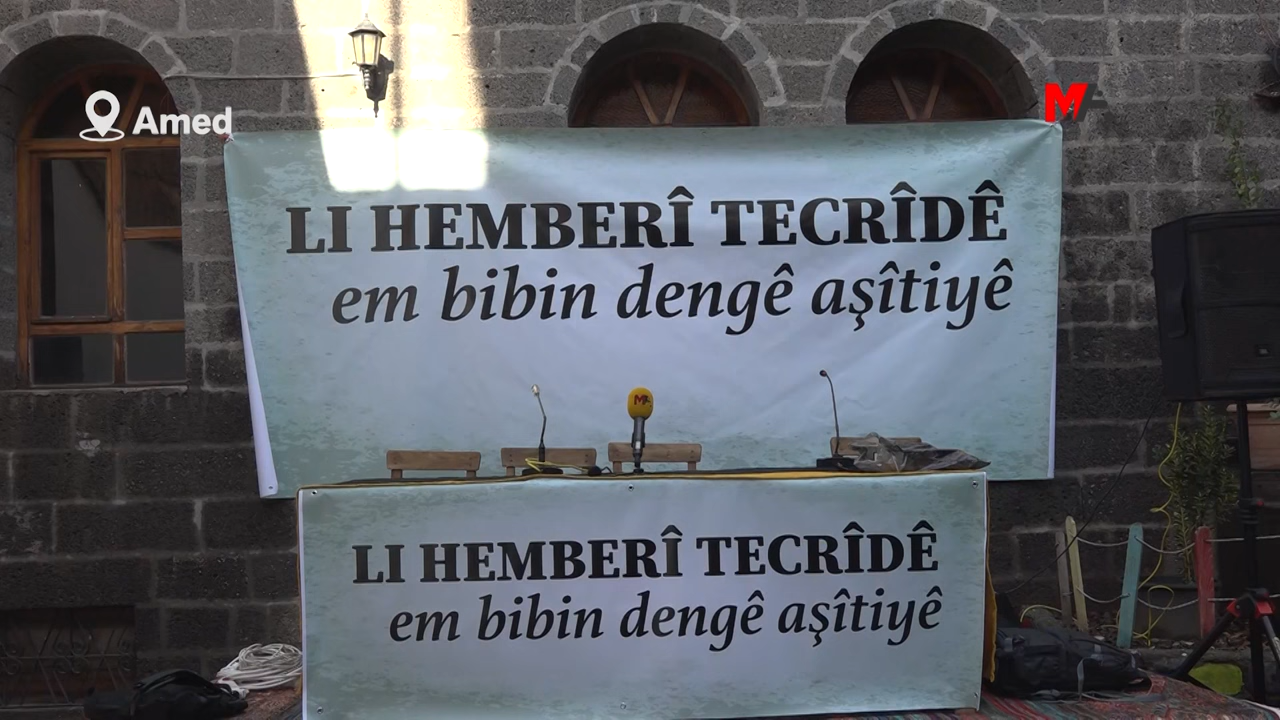 Amed
LI HEMBERÎ TECRÎDÊ
em bibin dengê aşîtiyê
LI HEMBERÎ TECRÎDÊ
em bibin dengê aşîtiyê